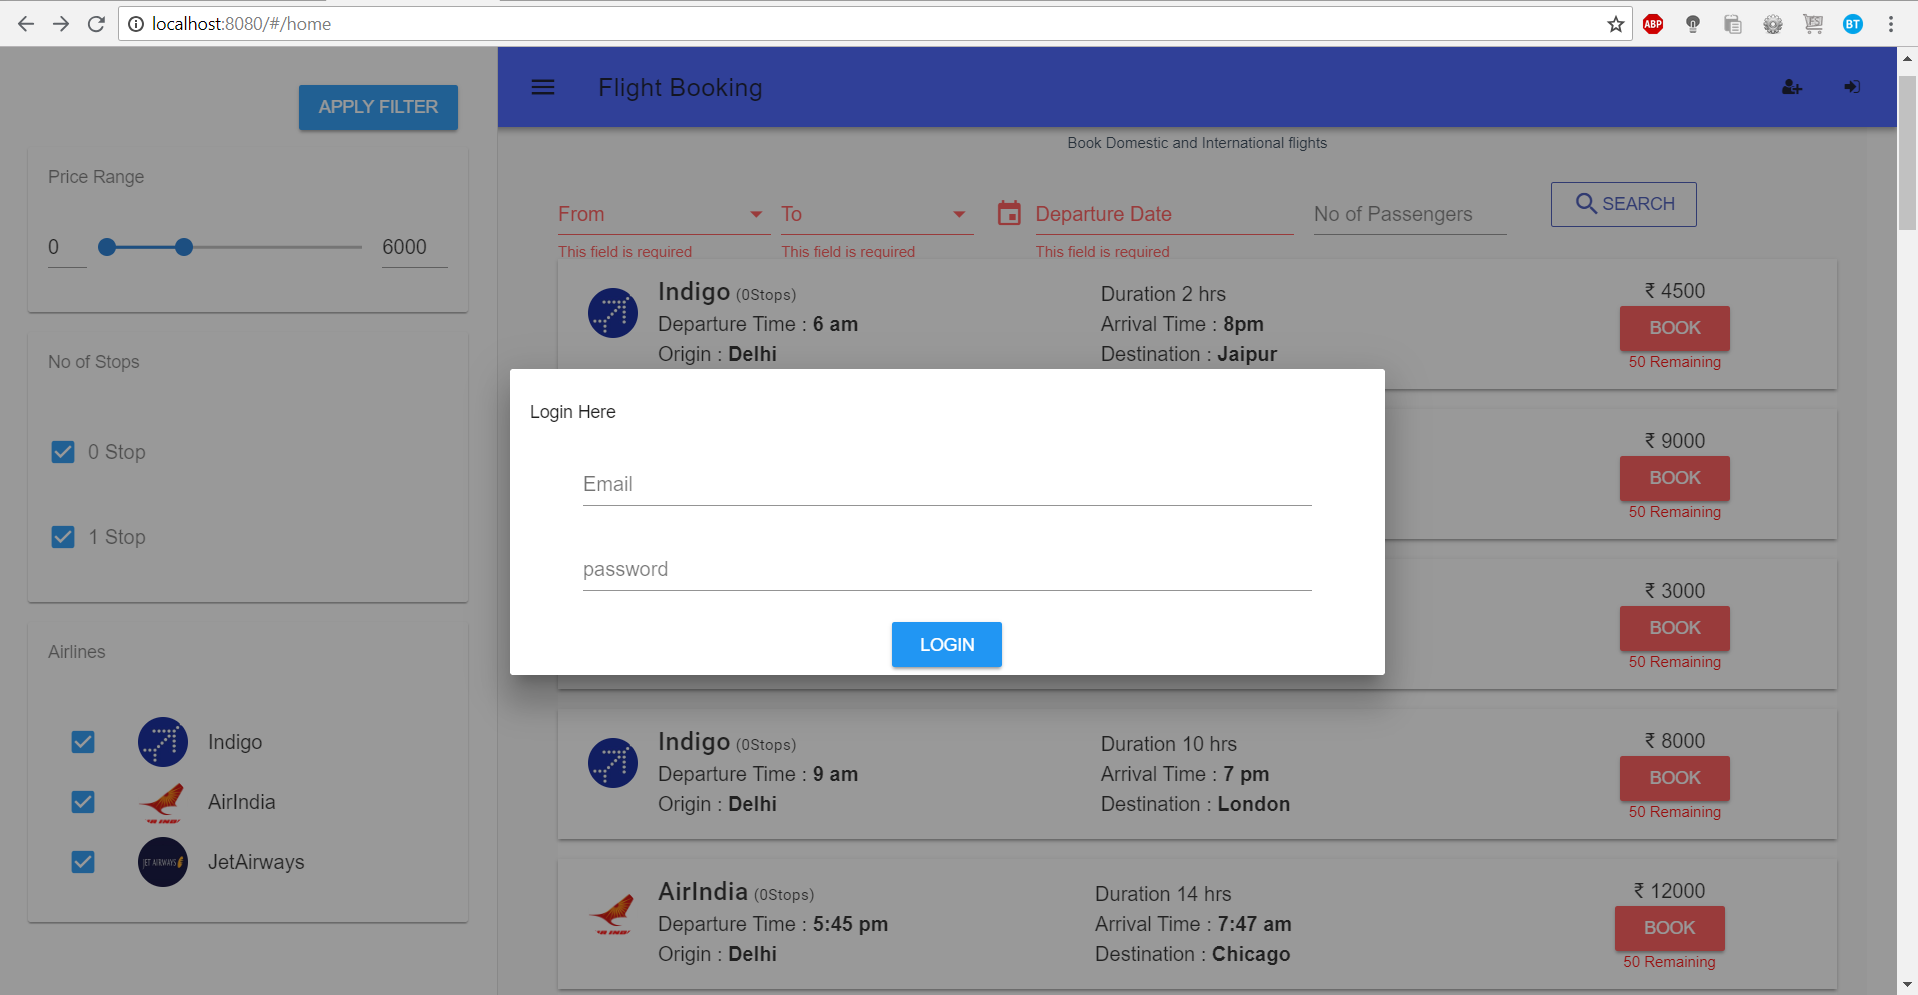 localhost:8080/#/home
ABP
BT
APPLY FILTER
Price Range
0 6000
No of Stops
0 Stop
1 Stop
Airlines
Indigo
AirIndia
JET AIRWAYS
JetAirways
Flight Booking
Book Domestic and International flights
From To Departure Date No of Passengers SEARCH
This field is required This field is required This field is required
Indigo (0Stops) Duration 2 hrs ₹ 4500
Departure Time : 6 am Arrival Time : 8pm BOOK
Origin : Delhi Destination : Jaipur 50 Remaining
₹ 9000
BOOK
50 Remaining
₹ 3000
BOOK
50 Remaining
Login Here
Email
password
LOGIN
Indigo (0Stops) Duration 10 hrs ₹ 8000
Departure Time : 9 am Arrival Time : 7 pm BOOK
Origin : Delhi Destination : London 50 Remaining
AirIndia (0Stops) Duration 14 hrs ₹ 12000
Departure Time : 5:45 pm Arrival Time : 7:47 am BOOK
Origin : Delhi Destination : Chicago 50 Remaining